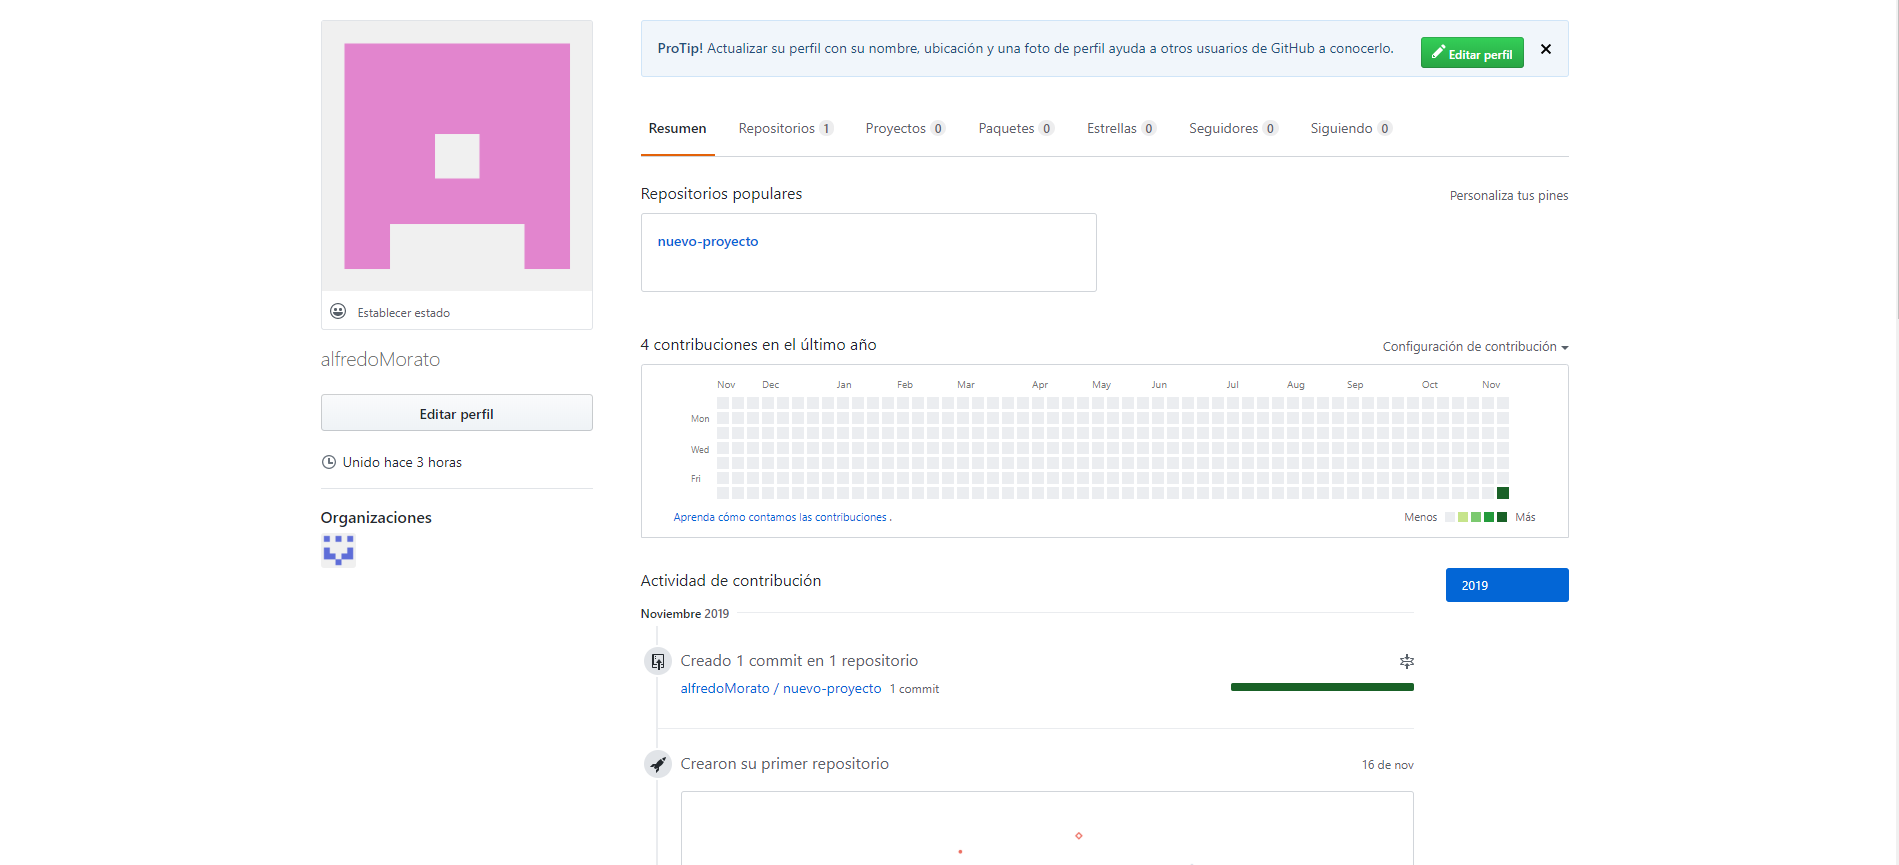 ProTip! Actualizar su perfil con su nombre, ubicación y una foto de perfil ayuda a otros usuarios de GitHub a conocerlo.
Editar perfil
Resumen Repositorios 1 Proyectos 0 Paquetes 0 Estrellas 0 Seguidores 0 Siguiendo 0
Establecer estado
alfredoMorato
Editar perfil
Unido hace 3 horas
Organizaciones
Repositorios populares
Personaliza tus pines
nuevo-proyecto
4 contribuciones en el último año
Configuración de contribución
Nov Dec Jan Feb Mar Apr May Jun Jul Aug Sep Oct Nov
Mon
Wed
Fri
Aprenda cómo contamos las contribuciones .
Menos Más
Actividad de contribución
2019
Noviembre 2019
Creado 1 commit en 1 repositorio
alfredoMorato / nuevo-proyecto 1 commit
Crearon su primer repositorio
16 de nov